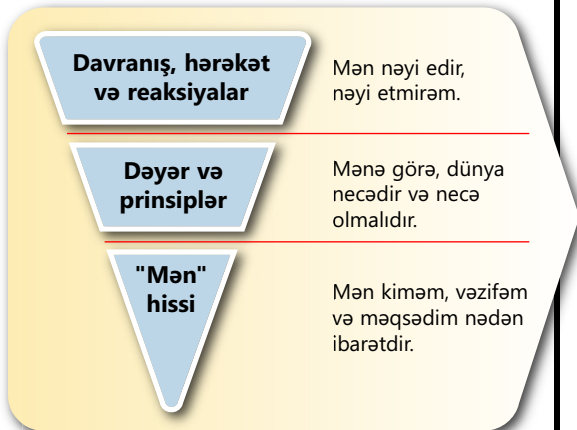 Davranış, hərəkət
və reaksiyalar
Mən nəyi edir,
nəyi etmirəm.
Dəyər və
prinsiplər
Mənə görə, dünya
necədir və necə
olmalıdır.
"Mən"
hissi
Mən kiməm, vəzifəm
və məqsədim nədən
ibarətdir.